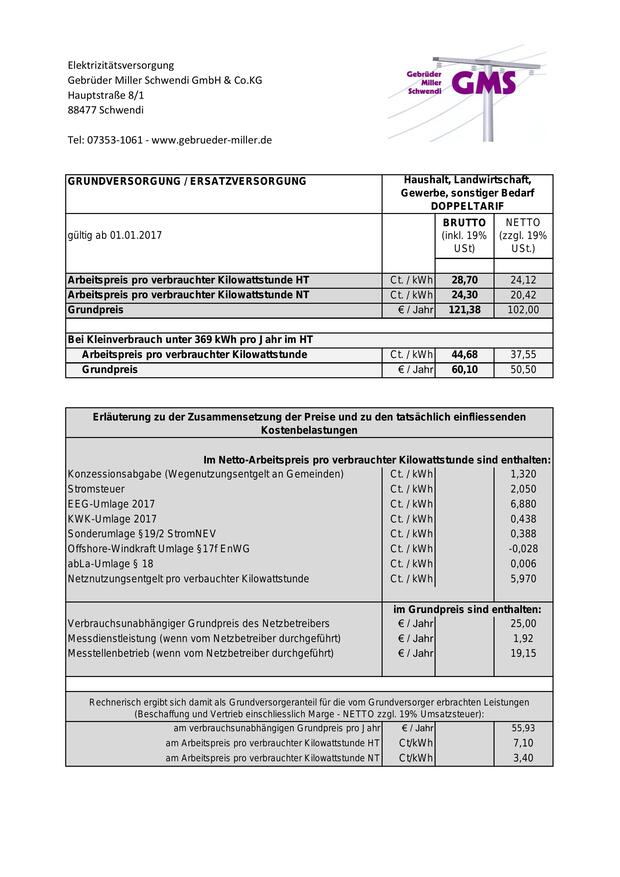 Elektrizitätsversorgung
Gebrüder Miller Schwendi GmbH & Co.KG
Hauptstraße 8/1
88477 Schwendi
Tel: 07353-1061 - www.gebrueder-miller.de
Gebrüder
Miller
Schwendi
GMS
GRUNDVERSORGUNG / ERSATZVERSORGUNG
Haushalt, Landwirtschaft,
Gewerbe, sonstiger Bedarf
DOPPELTARIF
gültig ab 01.01.2017
BRUTTO
(inkl. 19%
USt)
NETTO
(zzgl. 19%
USt.)
Arbeitspreis pro verbrauchter Kilowattstunde HT Ct. / kWh 28,70 24,12
Arbeitspreis pro verbrauchter Kilowattstunde NT Ct. / kWh 24,30 20,42
Grundpreis € / Jahr 121,38 102,00
Bei Kleinverbrauch unter 369 kWh pro Jahr im HT
Arbeitspreis pro verbrauchter Kilowattstunde Ct. / kWh 44,68 37,55
Grundpreis € / Jahr 60,10 50,50
Erläuterung zu der Zusammensetzung der Preise und zu den tatsächlich einfliessenden
Kostenbelastungen
Im Netto-Arbeitspreis pro verbrauchter Kilowattstunde sind enthalten:
Konzessionsabgabe (Wegenutzungsentgelt an Gemeinden) Ct. / kWh 1,320
Stromsteuer Ct. / kWh 2,050
EEG-Umlage 2017 Ct. / kWh 6,880
KWK-Umlage 2017 Ct. / kWh 0,438
Sonderumlage §19/2 StromNEV Ct. / kWh 0,388
Offshore-Windkraft Umlage §17f EnWG Ct. / kWh -0,028
abLa-Umlage § 18 Ct. / kWh 0,006
Netznutzungsentgelt pro verbauchter Kilowattstunde Ct. / kWh 5,970
im Grundpreis sind enthalten:
Verbrauchsunabhängiger Grundpreis des Netzbetreibers € / Jahr 25,00
Messdienstleistung (wenn vom Netzbetreiber durchgeführt) € / Jahr 1,92
Messtellenbetrieb (wenn vom Netzbetreiber durchgeführt) € / Jahr 19,15
Rechnerisch ergibt sich damit als Grundversorgeranteil für die vom Grundversorger erbrachten Leistungen
(Beschaffung und Vertrieb einschliesslich Marge - NETTO zzgl. 19% Umsatzsteuer):
am verbrauchsunabhängigen Grundpreis pro Jahr € / Jahr 55,93
am Arbeitspreis pro verbrauchter Kilowattstunde HT Ct/kWh 7,10
am Arbeitspreis pro verbrauchter Kilowattstunde NT Ct/kWh 3,40